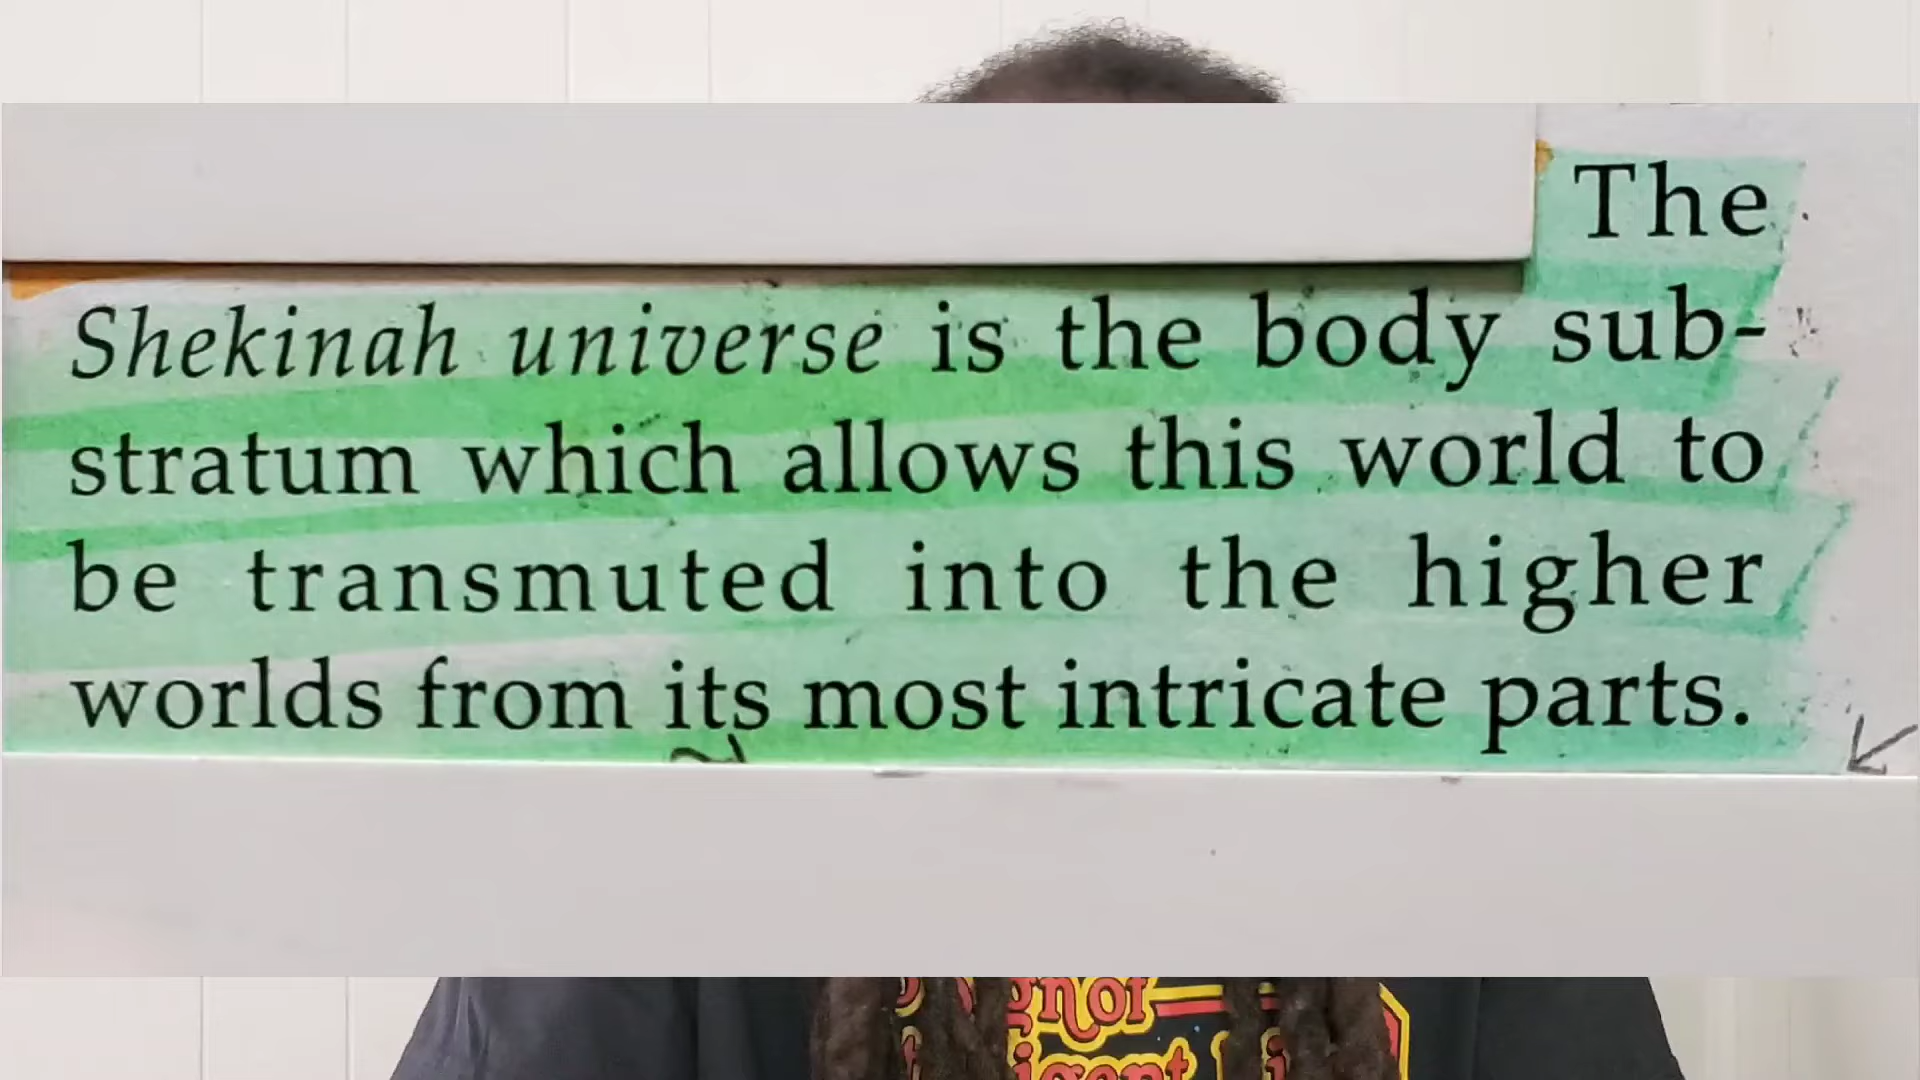 The
Shekinah universe is the body sub-
stratum which allows this world to
be transmuted into the higher
worlds from its most intricate parts.